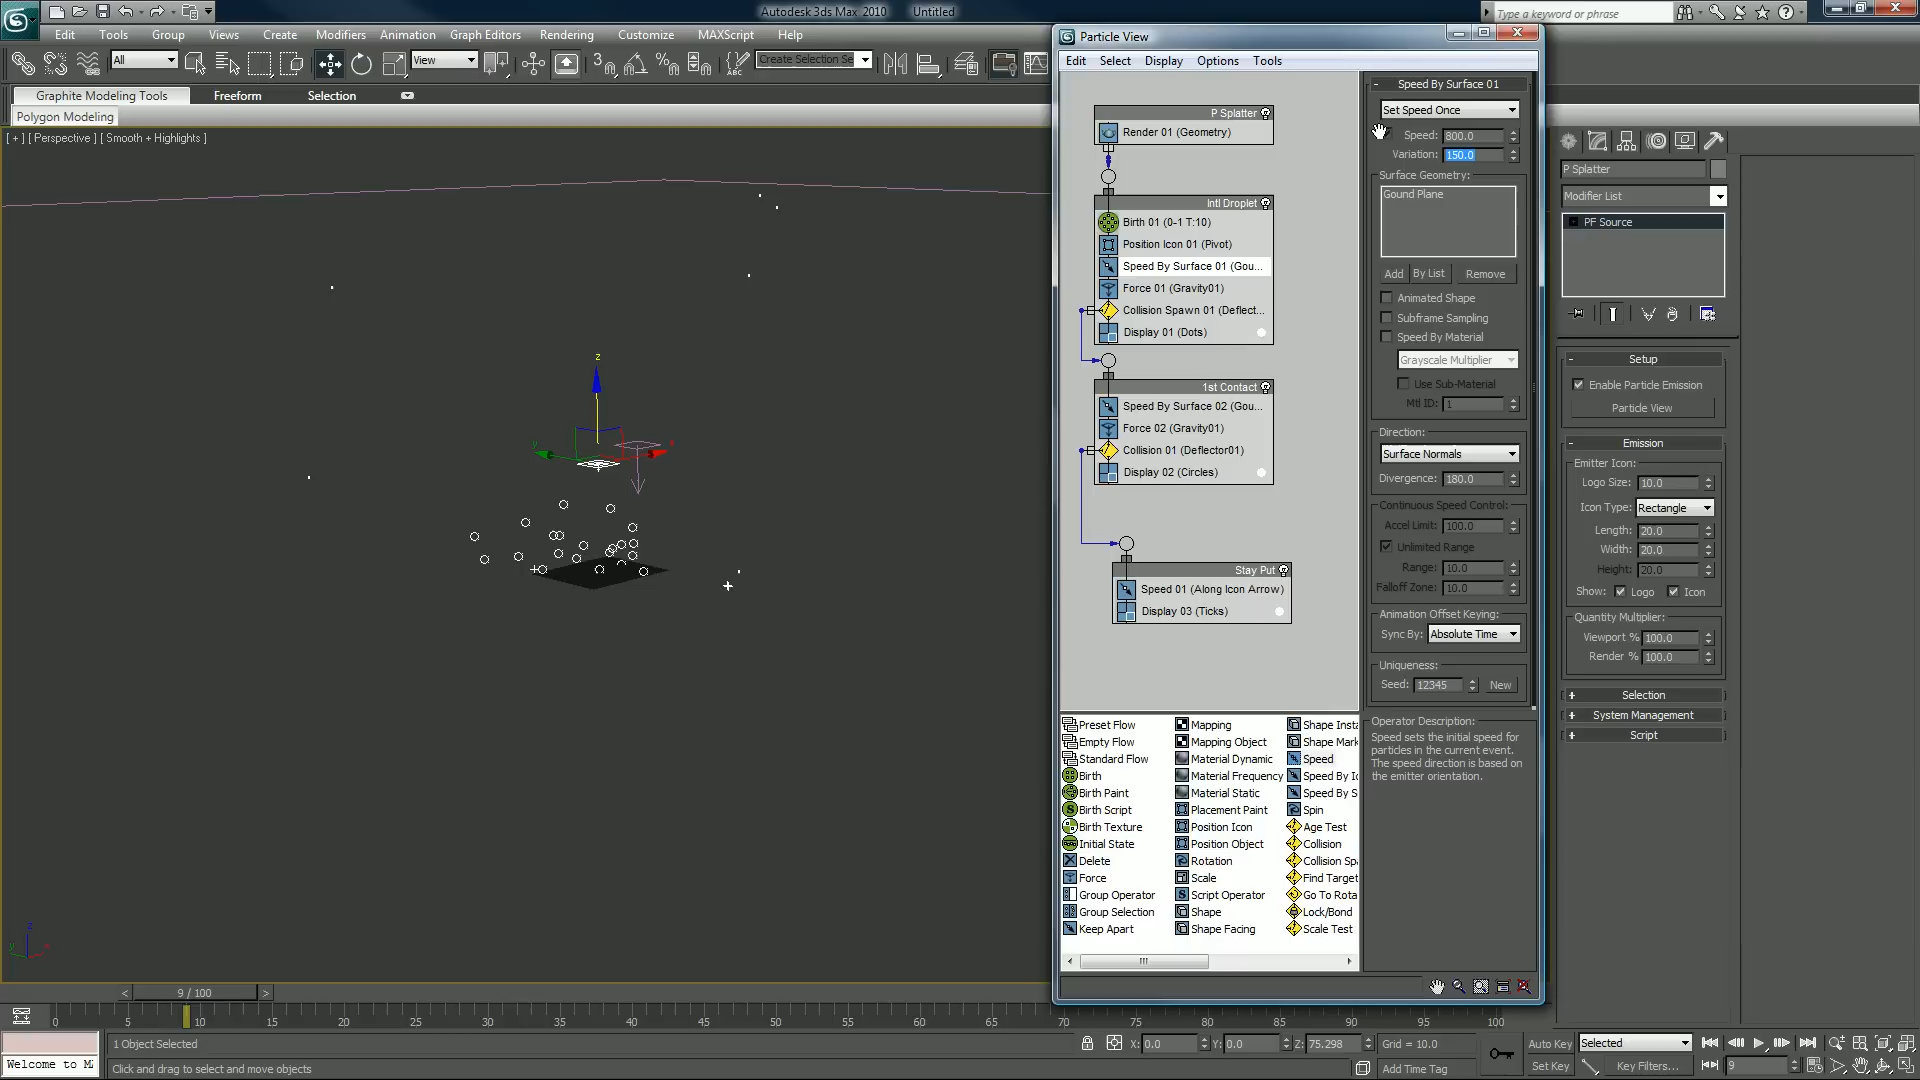 Autodesk 3ds Max 2010    Untitled
Type a keyword or phrase
Edit Tools Group Views Create Modifiers Animation Graph Editors Rendering Customize MAXScript Help
All
View
Create Selection Se
Graphite Modeling Tools Freeform Selection
Polygon Modeling
[ + ] [ Perspective ] [ Smooth + Highlights ]
z
y
x
Particle View
Edit Select Display Options Tools
P Splatter
Render 01 (Geometry)
Intl Droplet
Birth 01 (0-1 T:10)
Position Icon 01 (Pivot)
Speed By Surface 01 (Gou...
Force 01 (Gravity01)
Collision Spawn 01 (Deflect...
Display 01 (Dots)
1st Contact
Speed By Surface 02 (Gou...
Force 02 (Gravity01)
Collision 01 (Deflector01)
Display 02 (Circles)
Stay Put
Speed 01 (Along Icon Arrow)
Display 03 (Ticks)
Speed By Surface 01
Set Speed Once
Speed: 800.0
Variation: 150.0
Surface Geometry:
Gound Plane
Add By List Remove
Animated Shape
Subframe Sampling
Speed By Material
Grayscale Multiplier
Use Sub-Material
Mtl ID: 1
Direction:
Surface Normals
Divergence: 180.0
Continuous Speed Control:
Accel Limit: 100.0
Unlimited Range
Range: 10.0
Falloff Zone: 10.0
Animation Offset Keying:
Sync By: Absolute Time
Uniqueness:
Seed: 12345 New
Preset Flow Mapping Shape Insta
Empty Flow Mapping Object Shape Mark
Standard Flow Material Dynamic Speed
Birth Material Frequency Speed By Ic
Birth Paint Material Static Speed By S
Birth Script Placement Paint Spin
Birth Texture Position Icon Age Test
Initial State Position Object Collision
Delete Rotation Collision Spa
Force Scale Find Target
Group Operator Script Operator Go To Rota
Group Selection Shape Lock/Bond
Keep Apart Shape Facing Scale Test
Operator Description:
Speed sets the initial speed for
particles in the current event.
The speed direction is based on
the emitter orientation.
P Splatter
Modifier List
PF Source
Setup
Enable Particle Emission
Particle View
Emission
Emitter Icon:
Logo Size: 10.0
Icon Type: Rectangle
Length: 20.0
Width: 20.0
Height: 20.0
Show: Logo Icon
Quantity Multiplier:
Viewport % 100.0
Render % 100.0
Selection
System Management
Script
9 / 100
0 5 10 15 20 25 30 35 40 45 50 55 60 65 70 75 80 85 90 95 100
1 Object Selected
X: 0.0 Y: 0.0 Z: 75.298 Grid = 10.0
Auto Key Selected
Welcome to M
Click and drag to select and move objects
Add Time Tag
Set Key Key Filters... 9